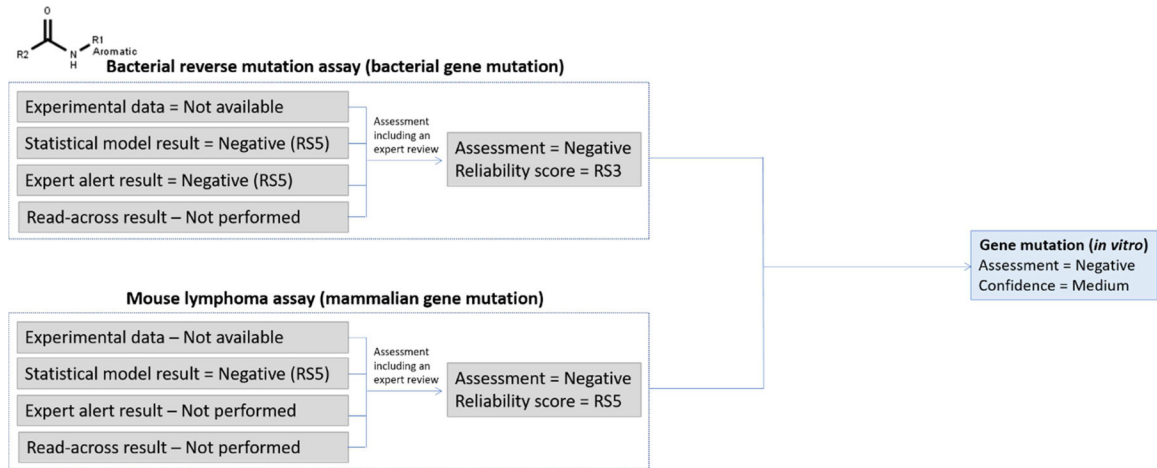 O
R2
N
H
R1
Aromatic
Bacterial reverse mutation assay (bacterial gene mutation)
Experimental data = Not available
Statistical model result = Negative (RS5)
Expert alert result = Negative (RS5)
Read-across result – Not performed
Assessment
including an
expert review
Assessment = Negative
Reliability score = RS3
Mouse lymphoma assay (mammalian gene mutation)
Experimental data – Not available
Statistical model result = Negative (RS5)
Expert alert result – Not performed
Read-across result – Not performed
Assessment
including an
expert review
Assessment = Negative
Reliability score = RS5
Gene mutation (in vitro)
Assessment = Negative
Confidence = Medium